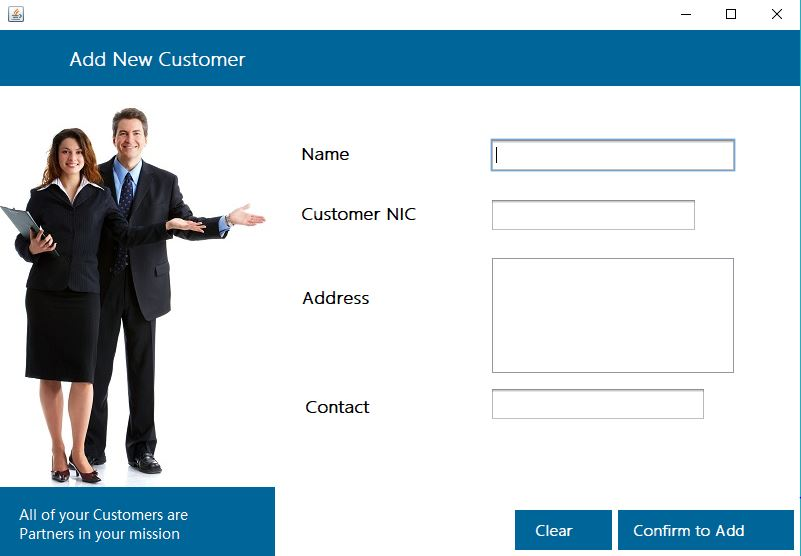 Add New Customer
Name
Customer NIC
Address
Contact
All of your Customers are
Partners in your mission
Clear
Confirm to Add